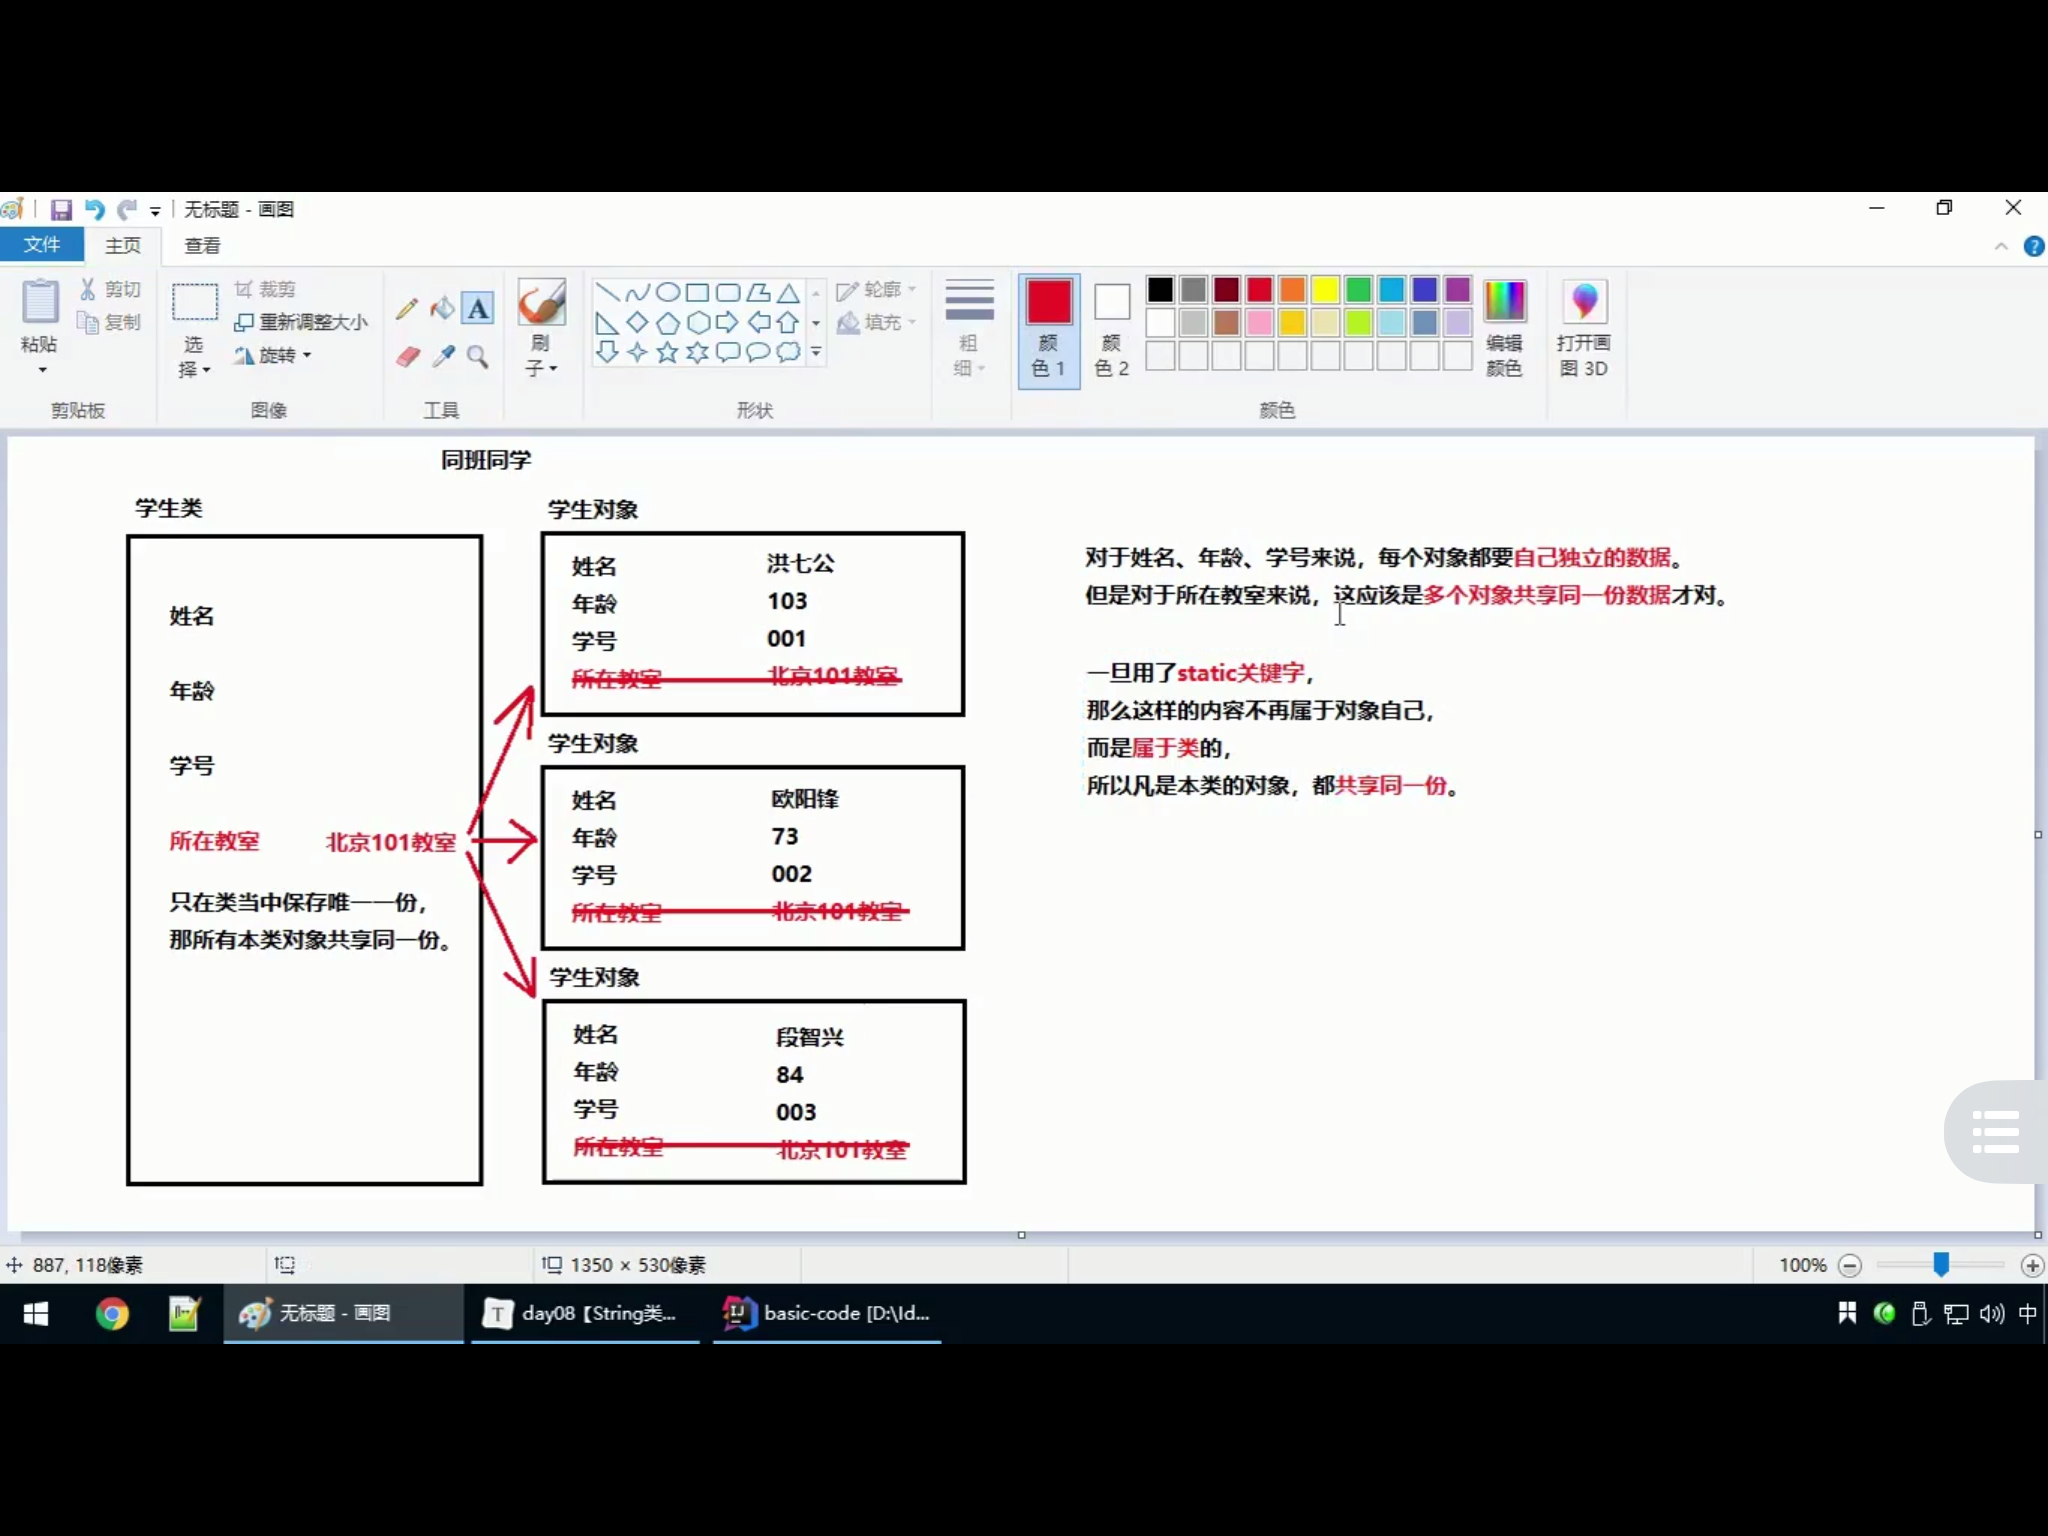 无标题 - 画图
文件 主页 查看
粘贴
剪切
复制
剪贴板
选择
裁剪
重新调整大小
旋转
图像
A
工具
刷子
形状
轮廓
填充
粗细
颜色 1
颜色 2
颜色
编辑颜色
打开画图 3D
同班同学
学生类
姓名
年龄
学号
所在教室 北京101教室
只在类当中保存唯一一份，
那所有本类对象共享同一份。
学生对象
姓名 洪七公
年龄 103
学号 001
所在教室 北京101教室
学生对象
姓名 欧阳锋
年龄 73
学号 002
所在教室 北京101教室
学生对象
姓名 段智兴
年龄 84
学号 003
所在教室 北京101教室
对于姓名、年龄、学号来说，每个对象都要自己独立的数据。
但是对于所在教室来说，这应该是多个对象共享同一份数据才对。
一旦用了static关键字，
那么这样的内容不再属于对象自己，
而是属于类的，
所以凡是本类的对象，都共享同一份。
887, 118像素
1350 × 530像素
100%
无标题 - 画图
T day08【String类...
IJ basic-code [D:\Id...
中